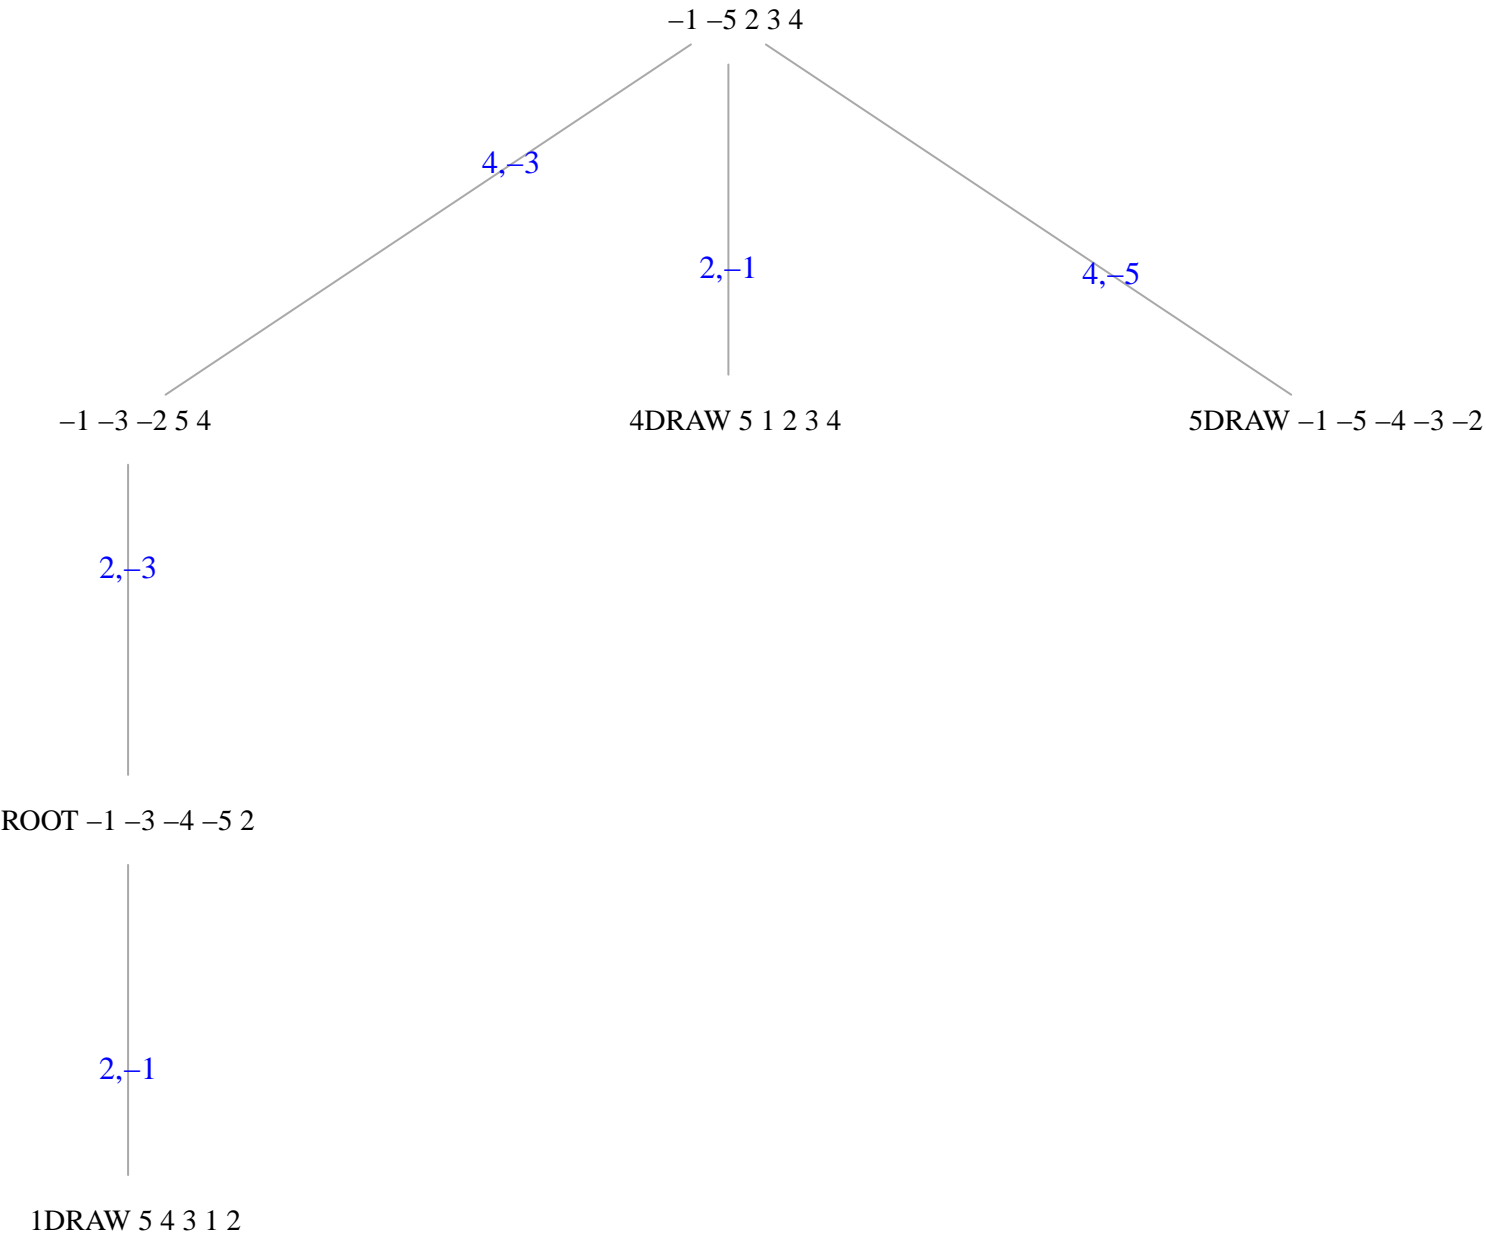 –1 –5 2 3 4
4,–3
2,–1
4,–5
–1 –3 –2 5 4
4DRAW 5 1 2 3 4
5DRAW –1 –5 –4 –3 –2
2,–3
ROOT –1 –3 –4 –5 2
2,–1
1DRAW 5 4 3 1 2